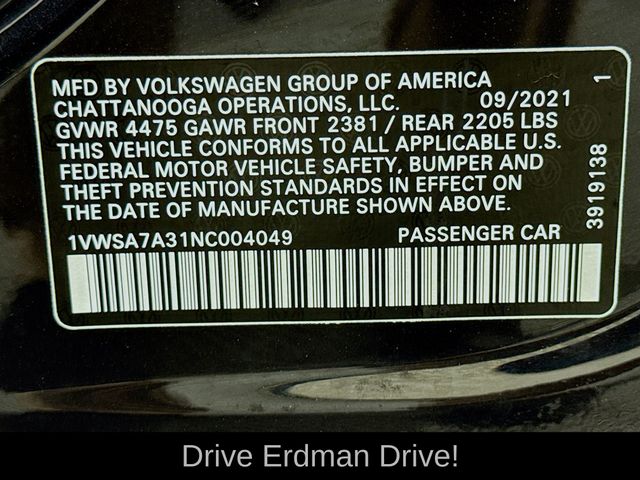 MFD BY VOLKSWAGEN GROUP OF AMERICA
CHATTANOOGA OPERATIONS, LLC. 09/2021
GVWR 4475 GAWR FRONT 2381 / REAR 2205 LBS
THIS VEHICLE CONFORMS TO ALL APPLICABLE U.S.
FEDERAL MOTOR VEHICLE SAFETY, BUMPER AND
THEFT PREVENTION STANDARDS IN EFFECT ON
THE DATE OF MANUFACTURE SHOWN ABOVE.
1VWSA7A31NC004049 PASSENGER CAR
3919138 1
Drive Erdman Drive!